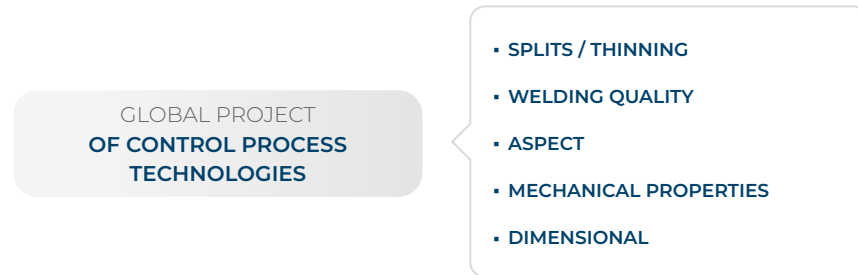 GLOBAL PROJECT
OF CONTROL PROCESS
TECHNOLOGIES
▪ SPLITS / THINNING
▪ WELDING QUALITY
▪ ASPECT
▪ MECHANICAL PROPERTIES
▪ DIMENSIONAL